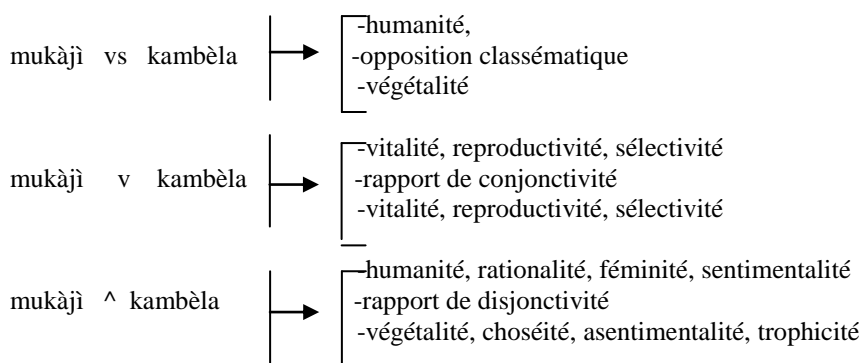 -humanité,
mukàjì vs kambèla -opposition classématique
-végétalité
-vitalité, reproductivité, sélectivité
mukàjì v kambèla -rapport de conjonctivité
-vitalité, reproductivité, sélectivité
-humanité, rationalité, féminité, sentimentalité
mukàjì ^ kambèla -rapport de disjonctivité
-végétalité, choséité, asentimentalité, trophicité